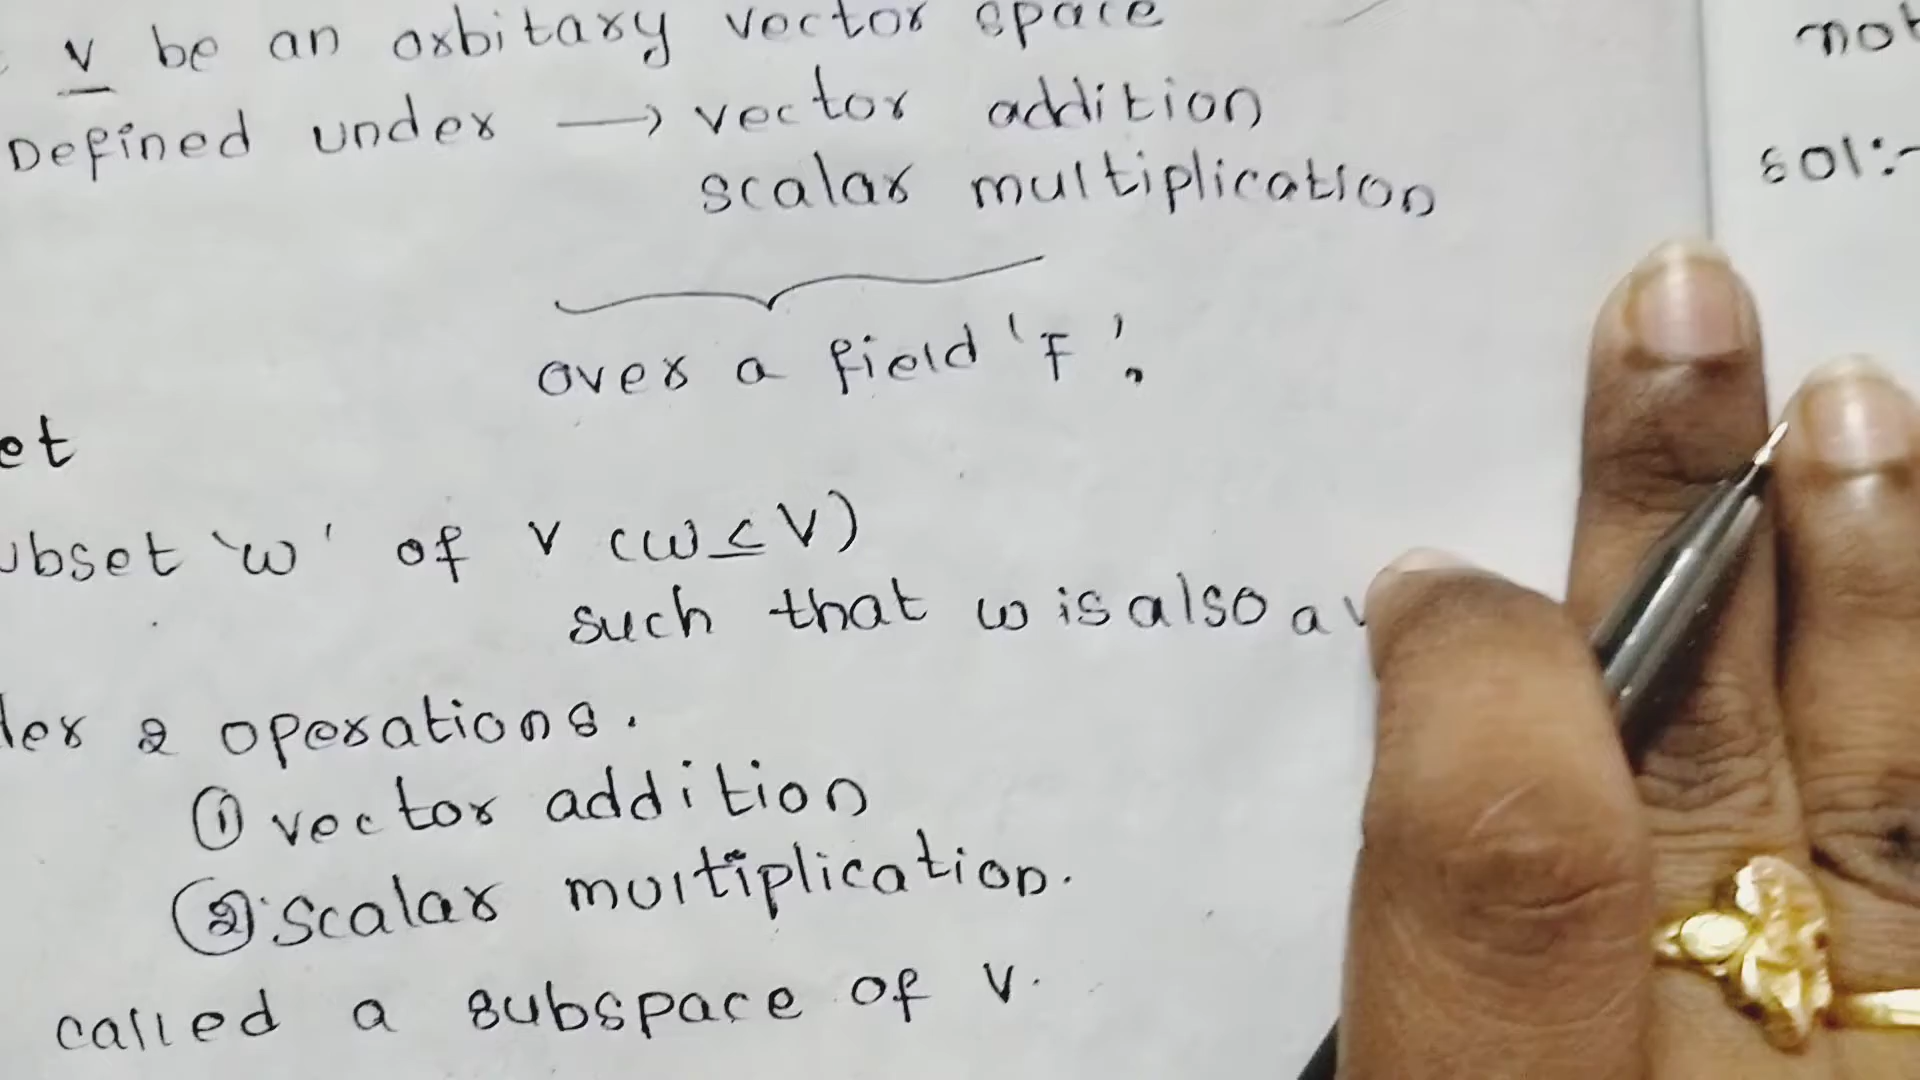 v be an arbitary vector space
Defined under → vector addition
scalar multiplication
over a field 'F'.
et
ubset 'w' of v (w ⊆ V)
such that w is also a v
der 2 operations.
① vector addition
② scalar multiplication.
called a subspace of v.
not
sol:-